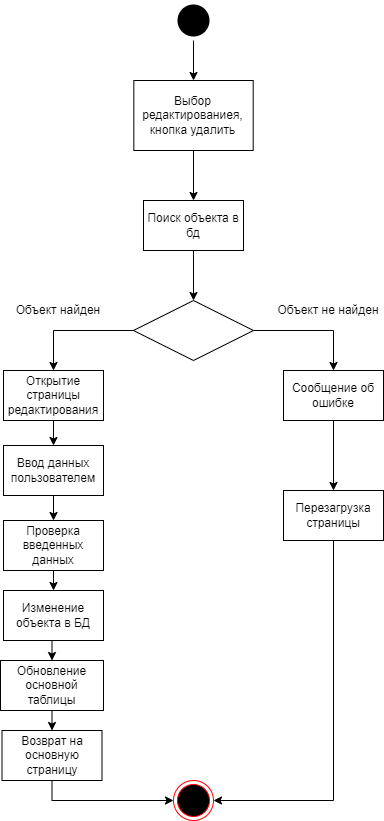 Выбор
редактированиея,
кнопка удалить
Поиск объекта в
бд
Объект найден
Объект не найден
Открытие
страницы
редактирования
Сообщение об
ошибке
Ввод данных
пользователем
Перезагрузка
страницы
Проверка
введенных
данных
Изменение
объекта в БД
Обновление
основной
таблицы
Возврат на
основную
страницу